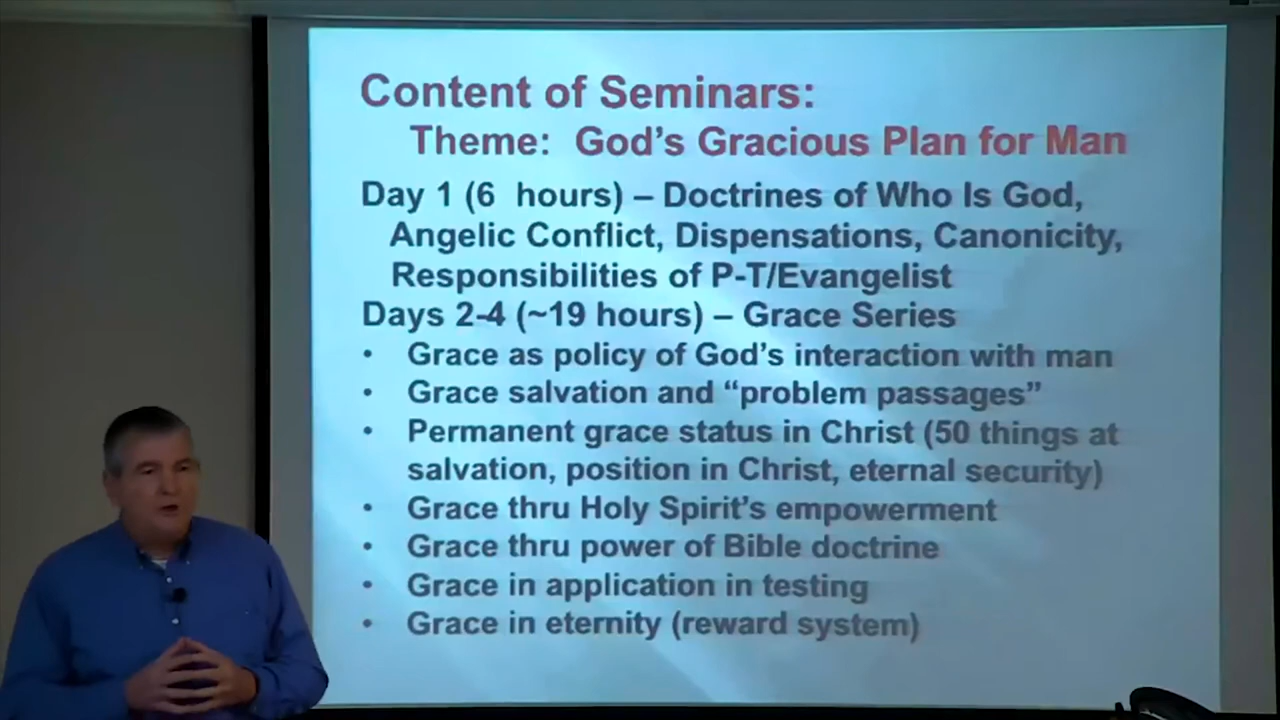 Content of Seminars:
Theme: God's Gracious Plan for Man
Day 1 (6 hours) – Doctrines of Who Is God,
Angelic Conflict, Dispensations, Canonicity,
Responsibilities of P-T/Evangelist
Days 2-4 (~19 hours) – Grace Series
• Grace as policy of God's interaction with man
• Grace salvation and “problem passages”
• Permanent grace status in Christ (50 things at
salvation, position in Christ, eternal security)
• Grace thru Holy Spirit's empowerment
• Grace thru power of Bible doctrine
• Grace in application in testing
• Grace in eternity (reward system)